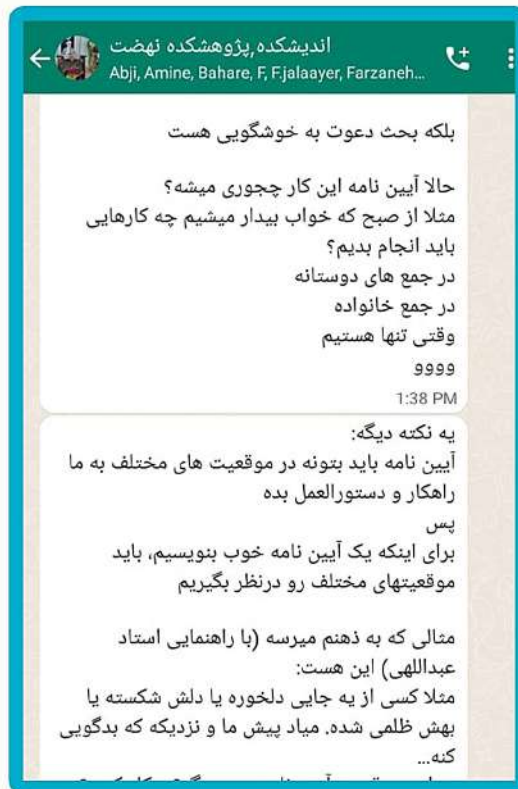 اندیشکده,پژوهشکده نهضت
Abji, Amine, Bahare, F, F.jalaayer, Farzaneh...
بلکه بحث دعوت به خوشگویی هست
حالا آیین نامه این کار چجوری میشه؟
مثلا از صبح که خواب بیدار میشیم چه کارهایی
باید انجام بدیم؟
در جمع های دوستانه
در جمع خانواده
وقتی تنها هستیم
وووو
1:38 PM
یه نکته دیگه:
آیین نامه باید بتونه در موقعیت های مختلف به ما
راهکار و دستورالعمل بده
پس
برای اینکه یک آیین نامه خوب بنویسیم، باید
موقعیتهای مختلف رو درنظر بگیریم
مثالی که به ذهنم میرسه (با راهنمایی استاد
عبداللهی) این هست:
مثلا کسی از یه جایی دلخوره یا دلش شکسته یا
بهش ظلمی شده. میاد پیش ما و نزدیکه که بدگویی
کنه...